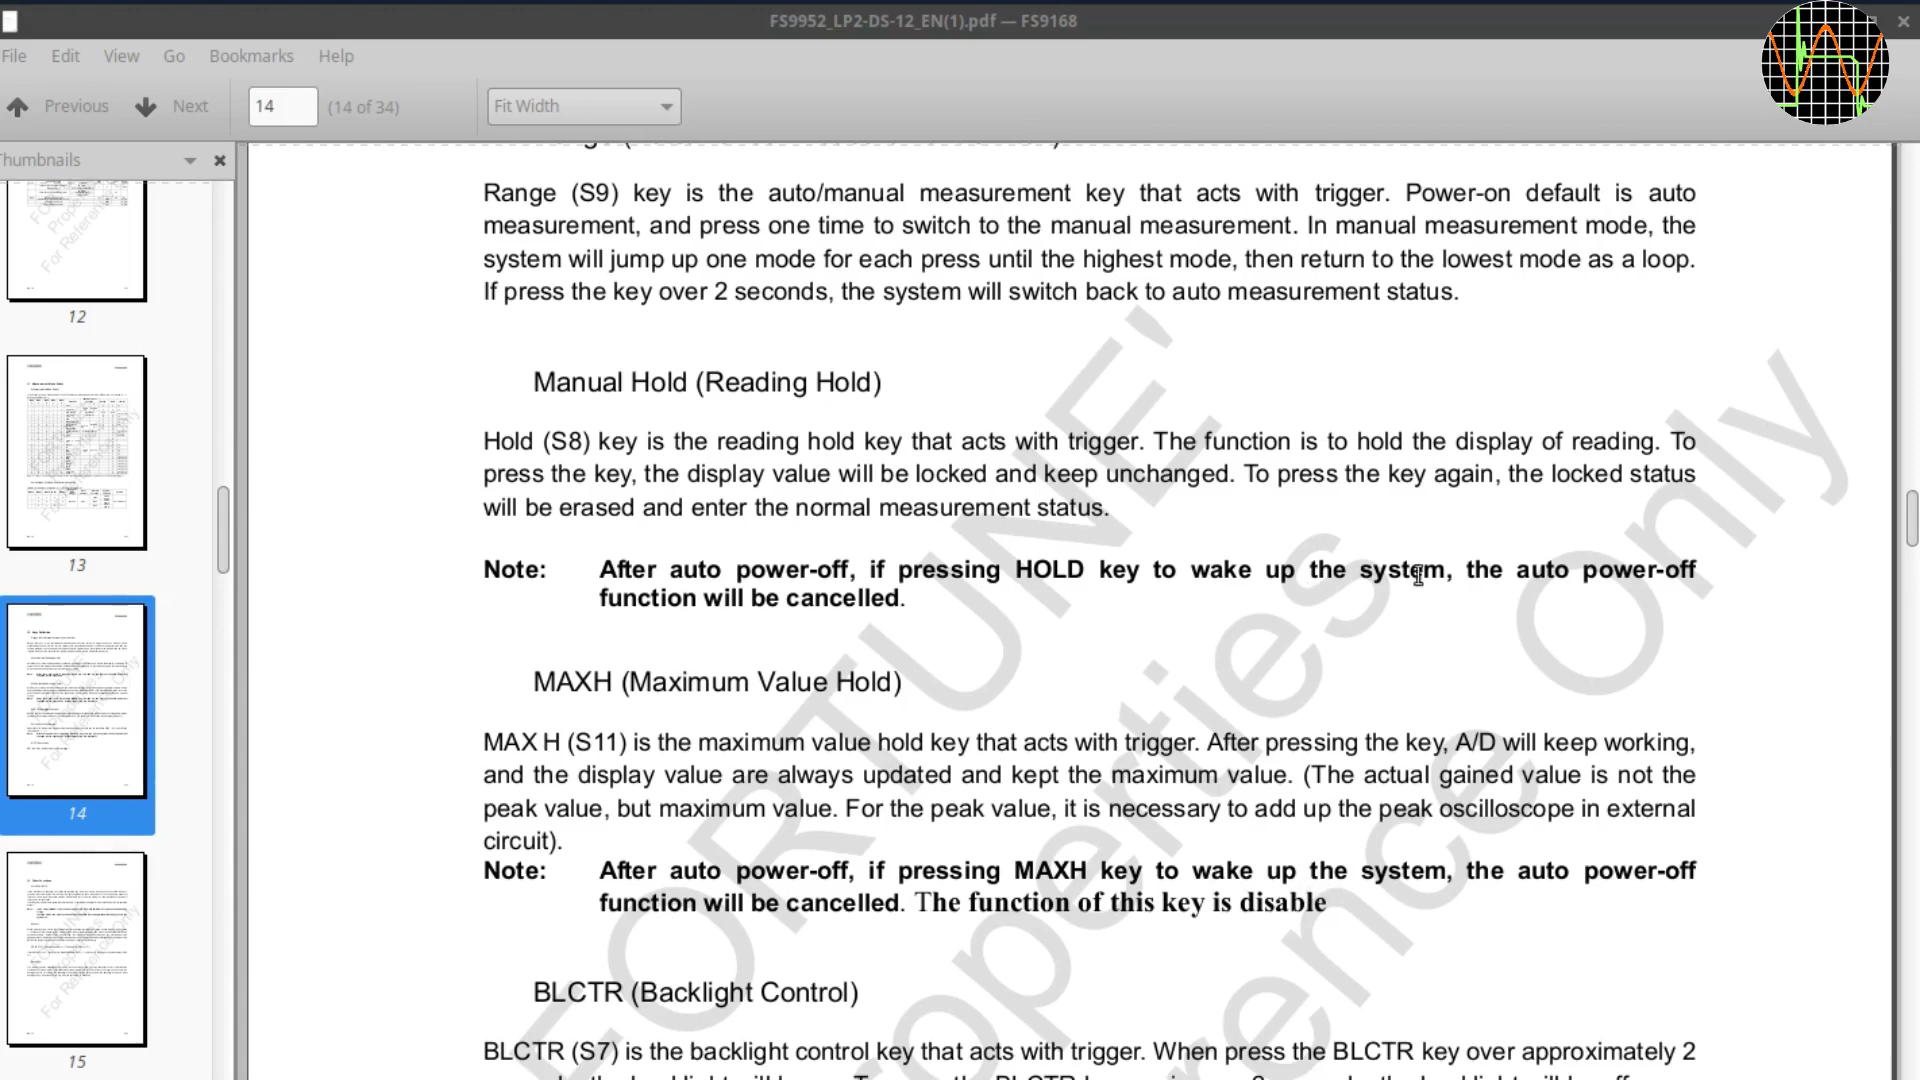 FS9952_LP2-DS-12_EN(1).pdf — FS9168
File Edit View Go Bookmarks Help
Previous Next 14 (14 of 34) Fit Width
Thumbnails
12
13
14
15
Range (S9) key is the auto/manual measurement key that acts with trigger. Power-on default is auto
measurement, and press one time to switch to the manual measurement. In manual measurement mode, the
system will jump up one mode for each press until the highest mode, then return to the lowest mode as a loop.
If press the key over 2 seconds, the system will switch back to auto measurement status.
Manual Hold (Reading Hold)
Hold (S8) key is the reading hold key that acts with trigger. The function is to hold the display of reading. To
press the key, the display value will be locked and keep unchanged. To press the key again, the locked status
will be erased and enter the normal measurement status.
Note: After auto power-off, if pressing HOLD key to wake up the system, the auto power-off
function will be cancelled.
MAXH (Maximum Value Hold)
MAX H (S11) is the maximum value hold key that acts with trigger. After pressing the key, A/D will keep working,
and the display value are always updated and kept the maximum value. (The actual gained value is not the
peak value, but maximum value. For the peak value, it is necessary to add up the peak oscilloscope in external
circuit).
Note: After auto power-off, if pressing MAXH key to wake up the system, the auto power-off
function will be cancelled. The function of this key is disable
BLCTR (Backlight Control)
BLCTR (S7) is the backlight control key that acts with trigger. When press the BLCTR key over approximately 2
FORTUNE'
Properties
Only